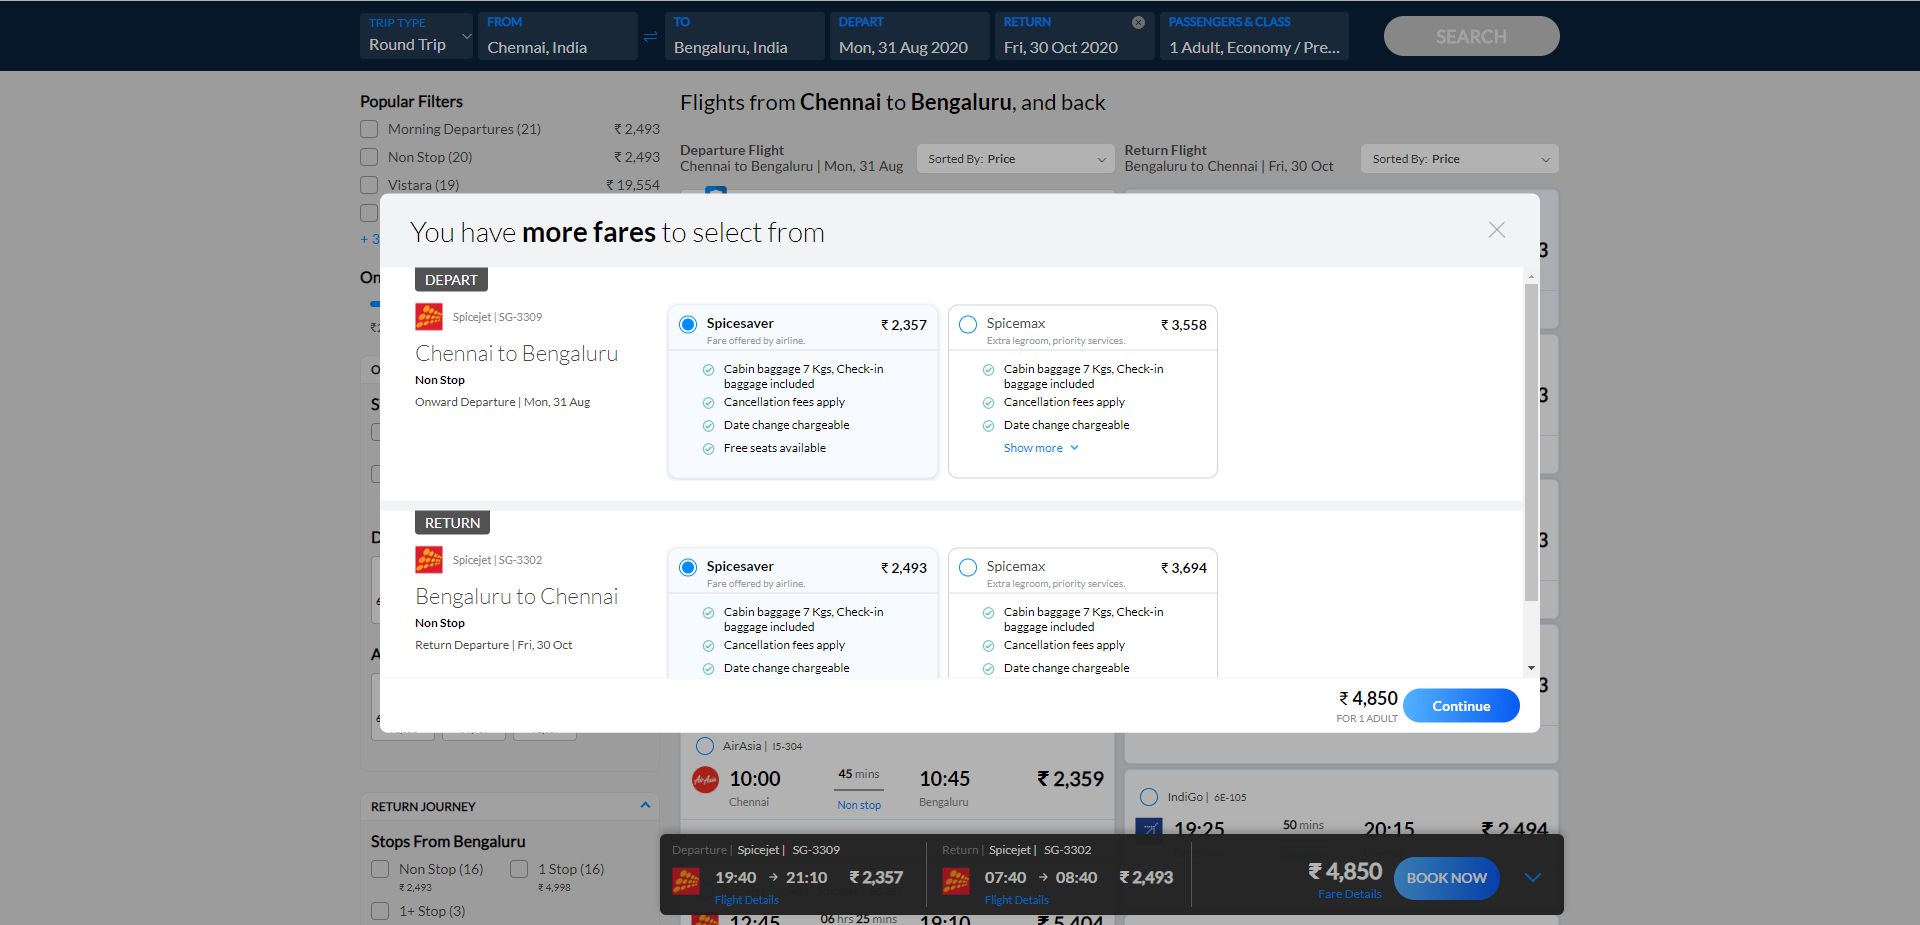 TRIP TYPE
Round Trip
FROM
Chennai, India
TO
Bengaluru, India
DEPART
Mon, 31 Aug 2020
RETURN
Fri, 30 Oct 2020
PASSENGERS & CLASS
1 Adult, Economy / Pre...
SEARCH
Popular Filters
Morning Departures (21) ₹ 2,493
Non Stop (20) ₹ 2,493
Vistara (19) ₹ 19,554
+ 3
Flights from Chennai to Bengaluru, and back
Departure Flight
Chennai to Bengaluru | Mon, 31 Aug
Sorted By: Price
Return Flight
Bengaluru to Chennai | Fri, 30 Oct
Sorted By: Price
You have more fares to select from
DEPART
Spicejet | SG-3309
Chennai to Bengaluru
Non Stop
Onward Departure | Mon, 31 Aug
Spicesaver ₹ 2,357
Fare offered by airline.
Cabin baggage 7 Kgs, Check-in
baggage included
Cancellation fees apply
Date change chargeable
Free seats available
Spicemax ₹ 3,558
Extra legroom, priority services.
Cabin baggage 7 Kgs, Check-in
baggage included
Cancellation fees apply
Date change chargeable
Show more
RETURN
Spicejet | SG-3302
Bengaluru to Chennai
Non Stop
Return Departure | Fri, 30 Oct
Spicesaver ₹ 2,493
Fare offered by airline.
Cabin baggage 7 Kgs, Check-in
baggage included
Cancellation fees apply
Date change chargeable
Spicemax ₹ 3,694
Extra legroom, priority services.
Cabin baggage 7 Kgs, Check-in
baggage included
Cancellation fees apply
Date change chargeable
₹ 4,850
FOR 1 ADULT
Continue
AirAsia | I5-304
AirAsia
10:00 45 mins 10:45 ₹ 2,359
Chennai Non stop Bengaluru
IndiGo | 6E-105
19:25 50 mins 20:15 ₹ 2,494
RETURN JOURNEY
Stops From Bengaluru
Non Stop (16) 1 Stop (16)
₹ 2,493 ₹ 4,998
1+ Stop (3)
Departure | Spicejet | SG-3309
19:40 → 21:10 ₹ 2,357
Flight Details
Return | Spicejet | SG-3302
07:40 → 08:40 ₹ 2,493
Flight Details
₹ 4,850
Fare Details
BOOK NOW
12:45 06 hrs 25 mins 19:10 ₹ 5,404